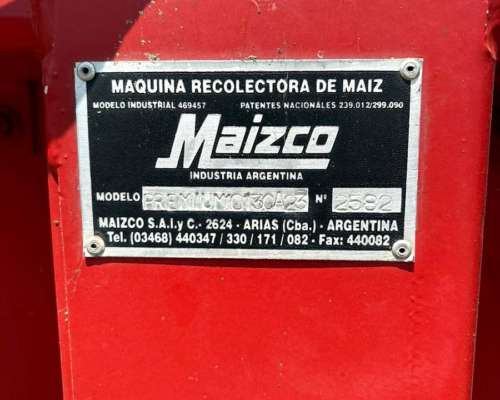 MAQUINA RECOLECTORA DE MAIZ
MODELO INDUSTRIAL 469457 PATENTES NACIONALES 239.012/299.090
Maizco
INDUSTRIA ARGENTINA
MODELO Nº 2582
MAIZCO S.A.I.y C. - 2624 - ARIAS (Cba.) - ARGENTINA
Tel. (03468) 440347 / 330 / 171 / 082 - Fax: 440082